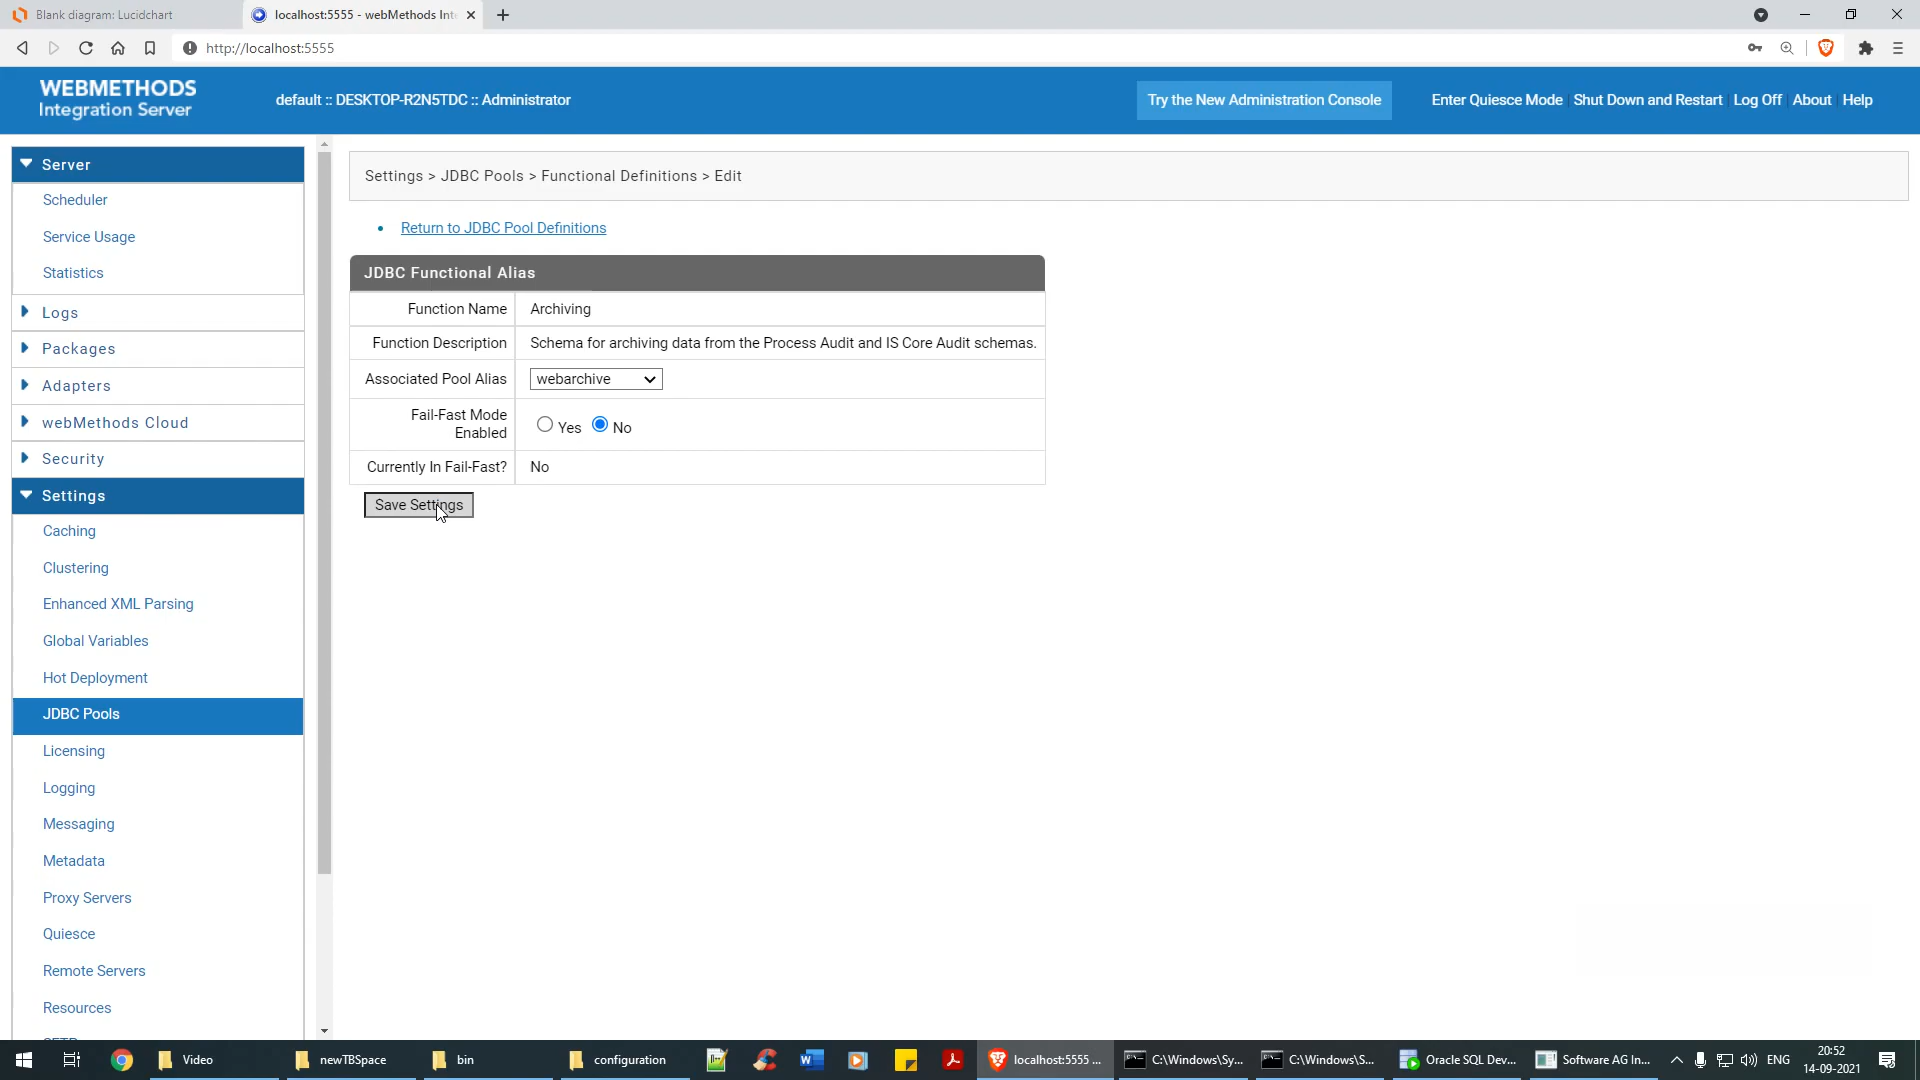 Blank diagram: Lucidchart
localhost:5555 - webMethods Inte
http://localhost:5555
WEBMETHODS
Integration Server
default :: DESKTOP-R2N5TDC :: Administrator
Try the New Administration Console
Enter Quiesce Mode Shut Down and Restart Log Off About Help
Server
Scheduler
Service Usage
Statistics
Logs
Packages
Adapters
webMethods Cloud
Security
Settings
Caching
Clustering
Enhanced XML Parsing
Global Variables
Hot Deployment
JDBC Pools
Licensing
Logging
Messaging
Metadata
Proxy Servers
Quiesce
Remote Servers
Resources
Settings > JDBC Pools > Functional Definitions > Edit
Return to JDBC Pool Definitions
JDBC Functional Alias
Function Name Archiving
Function Description Schema for archiving data from the Process Audit and IS Core Audit schemas.
Associated Pool Alias webarchive
Fail-Fast Mode
Enabled Yes No
Currently In Fail-Fast? No
Save Settings
Video
newTBSpace
bin
configuration
localhost:5555 ...
C:\Windows\Sy...
C:\Windows\S...
Oracle SQL Dev...
Software AG In...
ENG
20:52
14-09-2021